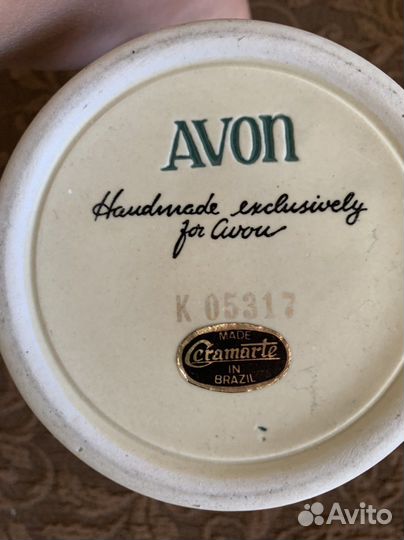 AVON
Handmade exclusively
for Avon
K 05317
MADE
Ceramarte
IN
BRAZIL
Avito